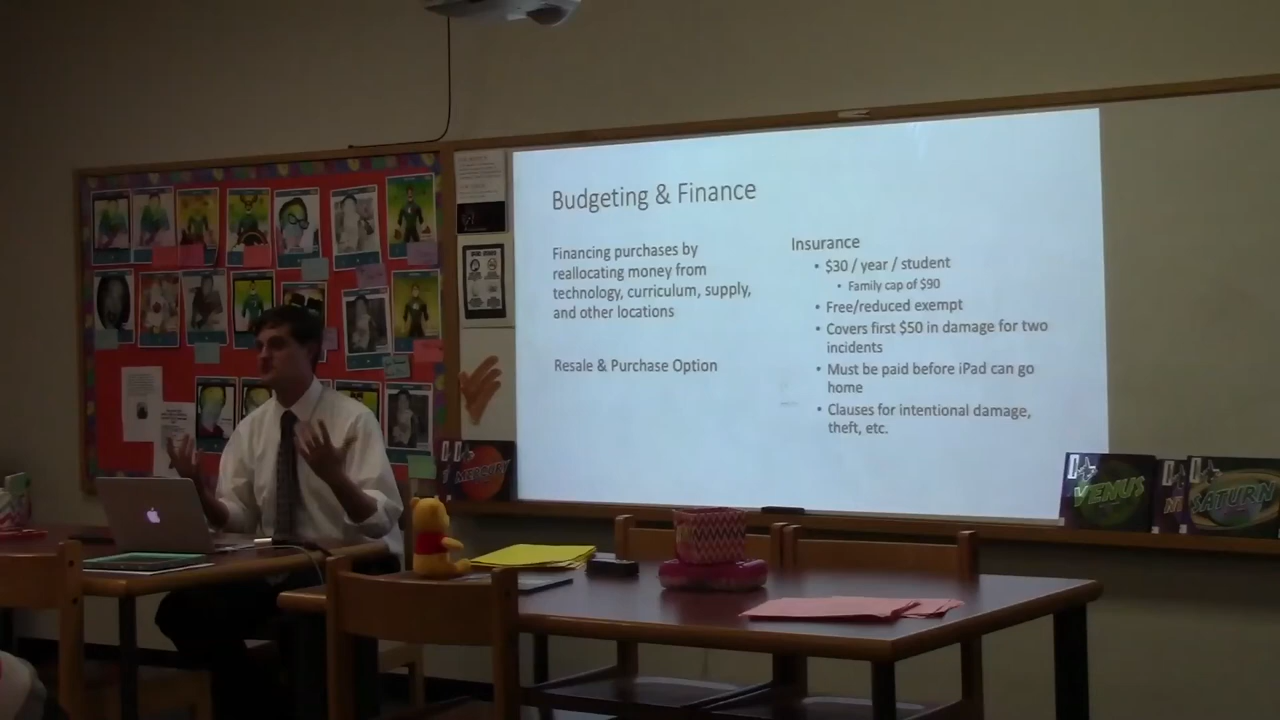 Budgeting & Finance
Financing purchases by
reallocating money from
technology, curriculum, supply,
and other locations
Resale & Purchase Option
Insurance
• $30 / year / student
• Family cap of $90
• Free/reduced exempt
• Covers first $50 in damage for two
incidents
• Must be paid before iPad can go
home
• Clauses for intentional damage,
theft, etc.
MERCURY
VENUS
SATURN